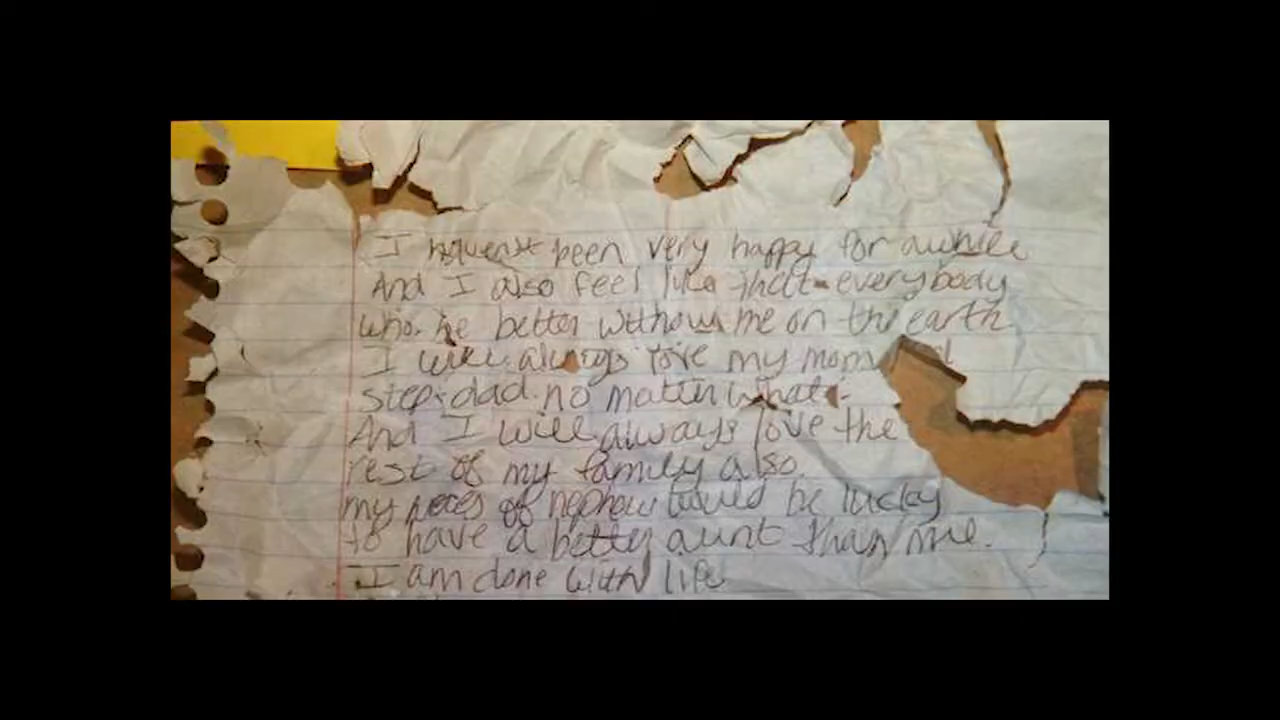 I haven't been very happy for awhile
And I also feel like that everybody
who. be better without me on the earth
I will always love my mom
step-dad no matter what.
And I will always love the
rest of my family also.
my neices of nephew would be lucky
to have a better aunt than me.
I am done with life